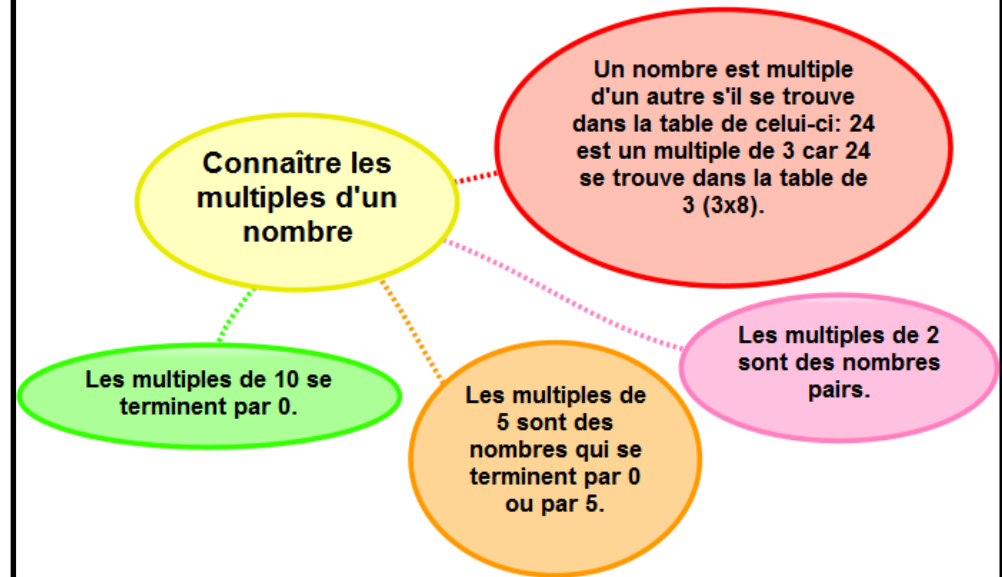 Connaître les
multiples d'un
nombre
Un nombre est multiple
d'un autre s'il se trouve
dans la table de celui-ci: 24
est un multiple de 3 car 24
se trouve dans la table de
3 (3x8).
Les multiples de 2
sont des nombres
pairs.
Les multiples de 10 se
terminent par 0.
Les multiples de
5 sont des
nombres qui se
terminent par 0
ou par 5.